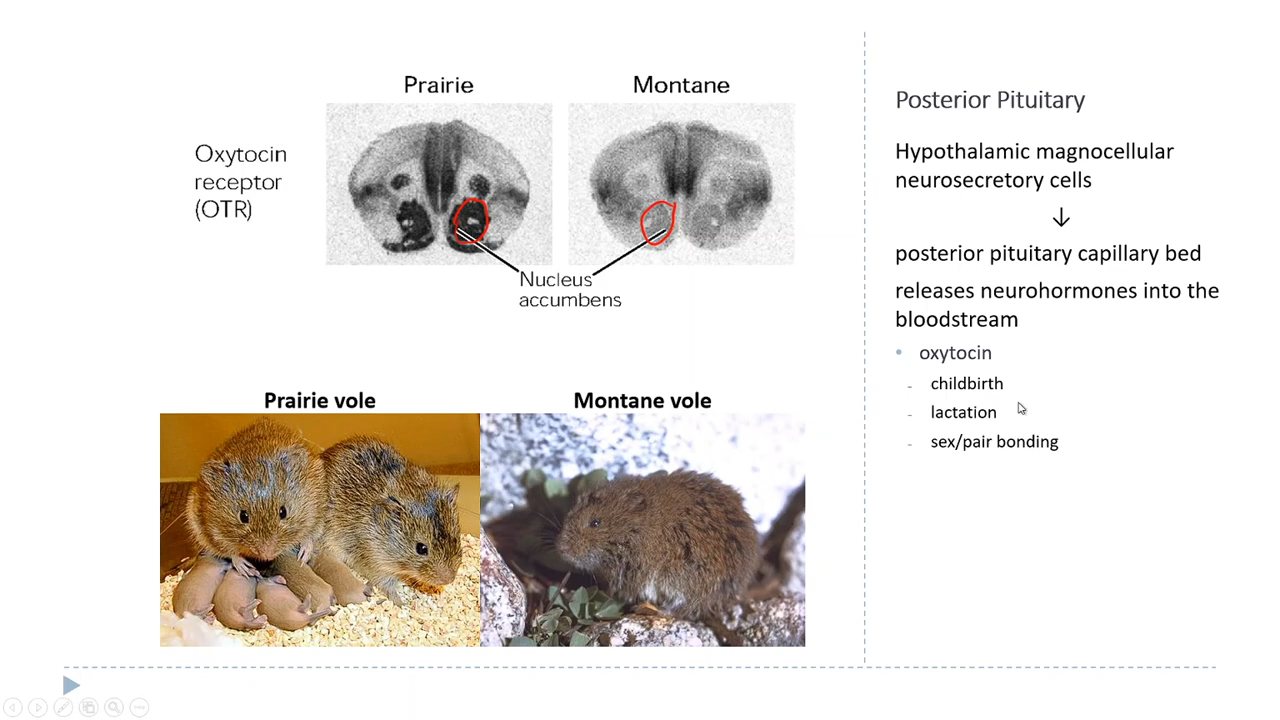 Prairie
Montane
Oxytocin
receptor
(OTR)
Nucleus
accumbens
Prairie vole
Montane vole
Posterior Pituitary
Hypothalamic magnocellular
neurosecretory cells
↓
posterior pituitary capillary bed
releases neurohormones into the
bloodstream
• oxytocin
- childbirth
- lactation
- sex/pair bonding